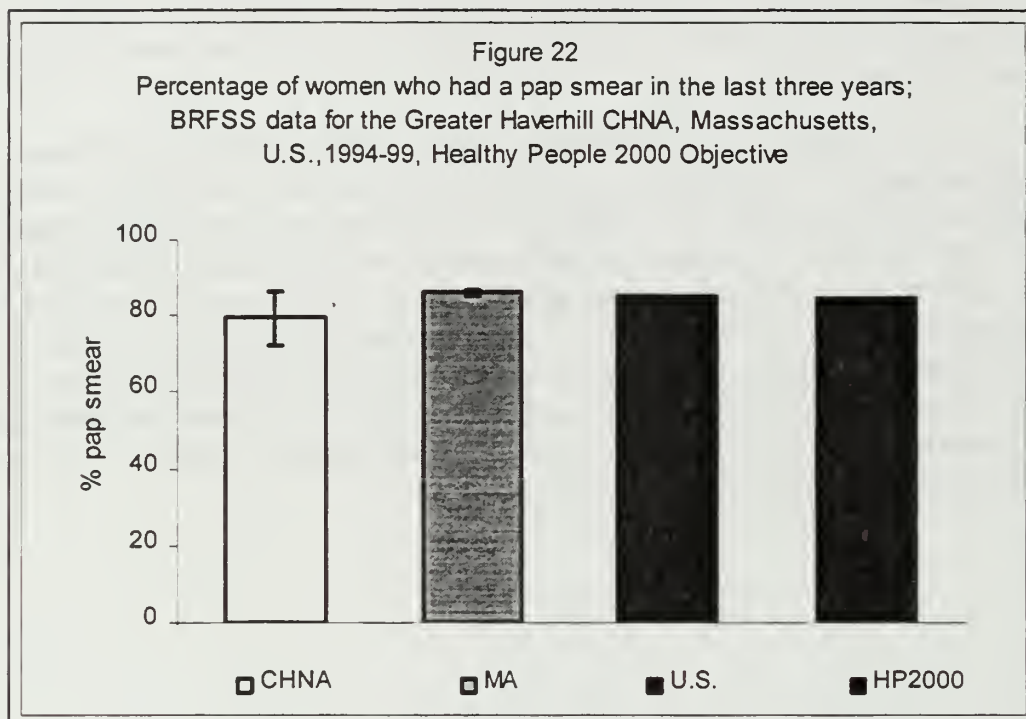 Figure 22
Percentage of women who had a pap smear in the last three years;
BRFSS data for the Greater Haverhill CHNA, Massachusetts,
U.S.,1994-99, Healthy People 2000 Objective
100
80
60
40
20
0
% pap smear
CHNA MA U.S. HP2000